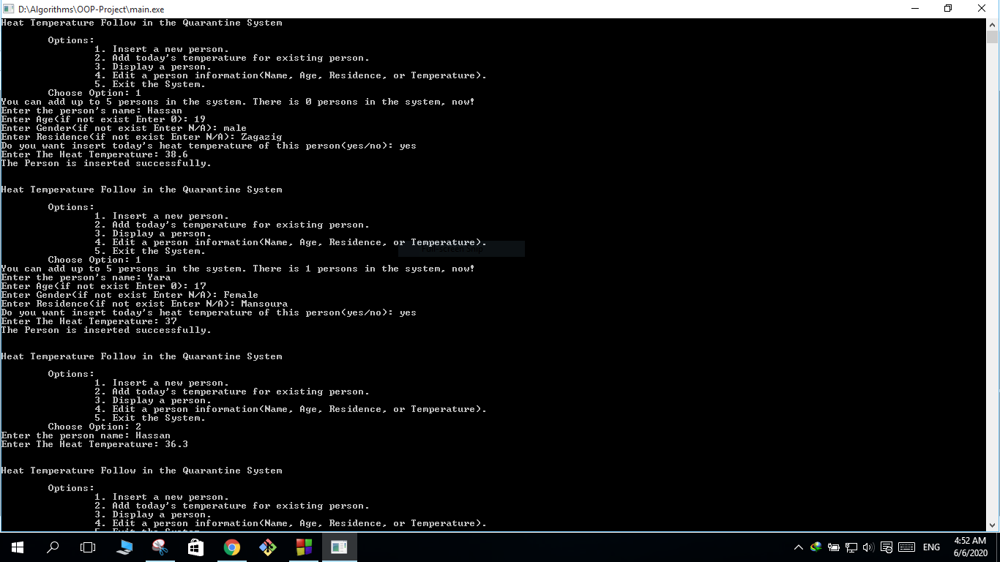 D:\Algorithms\OOP-Project\main.exe
Heat Temperature Follow in the Quarantine System
Options:
1. Insert a new person.
2. Add today's temperature for existing person.
3. Display a person.
4. Edit a person information(Name, Age, Residence, or Temperature).
5. Exit the System.
Choose Option: 1
You can add up to 5 persons in the system. There is 0 persons in the system, now!
Enter the person's name: Hassan
Enter Age(if not exist Enter 0): 19
Enter Gender(if not exist Enter N/A): male
Enter Residence(if not exist Enter N/A): Zagazig
Do you want insert today's heat temperature of this person(yes/no): yes
Enter The Heat Temperature: 38.6
The Person is inserted successfully.
Heat Temperature Follow in the Quarantine System
Options:
1. Insert a new person.
2. Add today's temperature for existing person.
3. Display a person.
4. Edit a person information(Name, Age, Residence, or Temperature).
Full-screen Snip
5. Exit the System.
Choose Option: 1
You can add up to 5 persons in the system. There is 1 persons in the system, now!
Enter the person's name: Yara
Enter Age(if not exist Enter 0): 17
Enter Gender(if not exist Enter N/A): Female
Enter Residence(if not exist Enter N/A): Mansoura
Do you want insert today's heat temperature of this person(yes/no): yes
Enter The Heat Temperature: 37
The Person is inserted successfully.
Heat Temperature Follow in the Quarantine System
Options:
1. Insert a new person.
2. Add today's temperature for existing person.
3. Display a person.
4. Edit a person information(Name, Age, Residence, or Temperature).
5. Exit the System.
Choose Option: 2
Enter the person name: Hassan
Enter The Heat Temperature: 36.3
Heat Temperature Follow in the Quarantine System
Options:
1. Insert a new person.
2. Add today's temperature for existing person.
3. Display a person.
4. Edit a person information(Name, Age, Residence, or Temperature).
5. Exit the System.
ENG
4:52 AM
6/6/2020